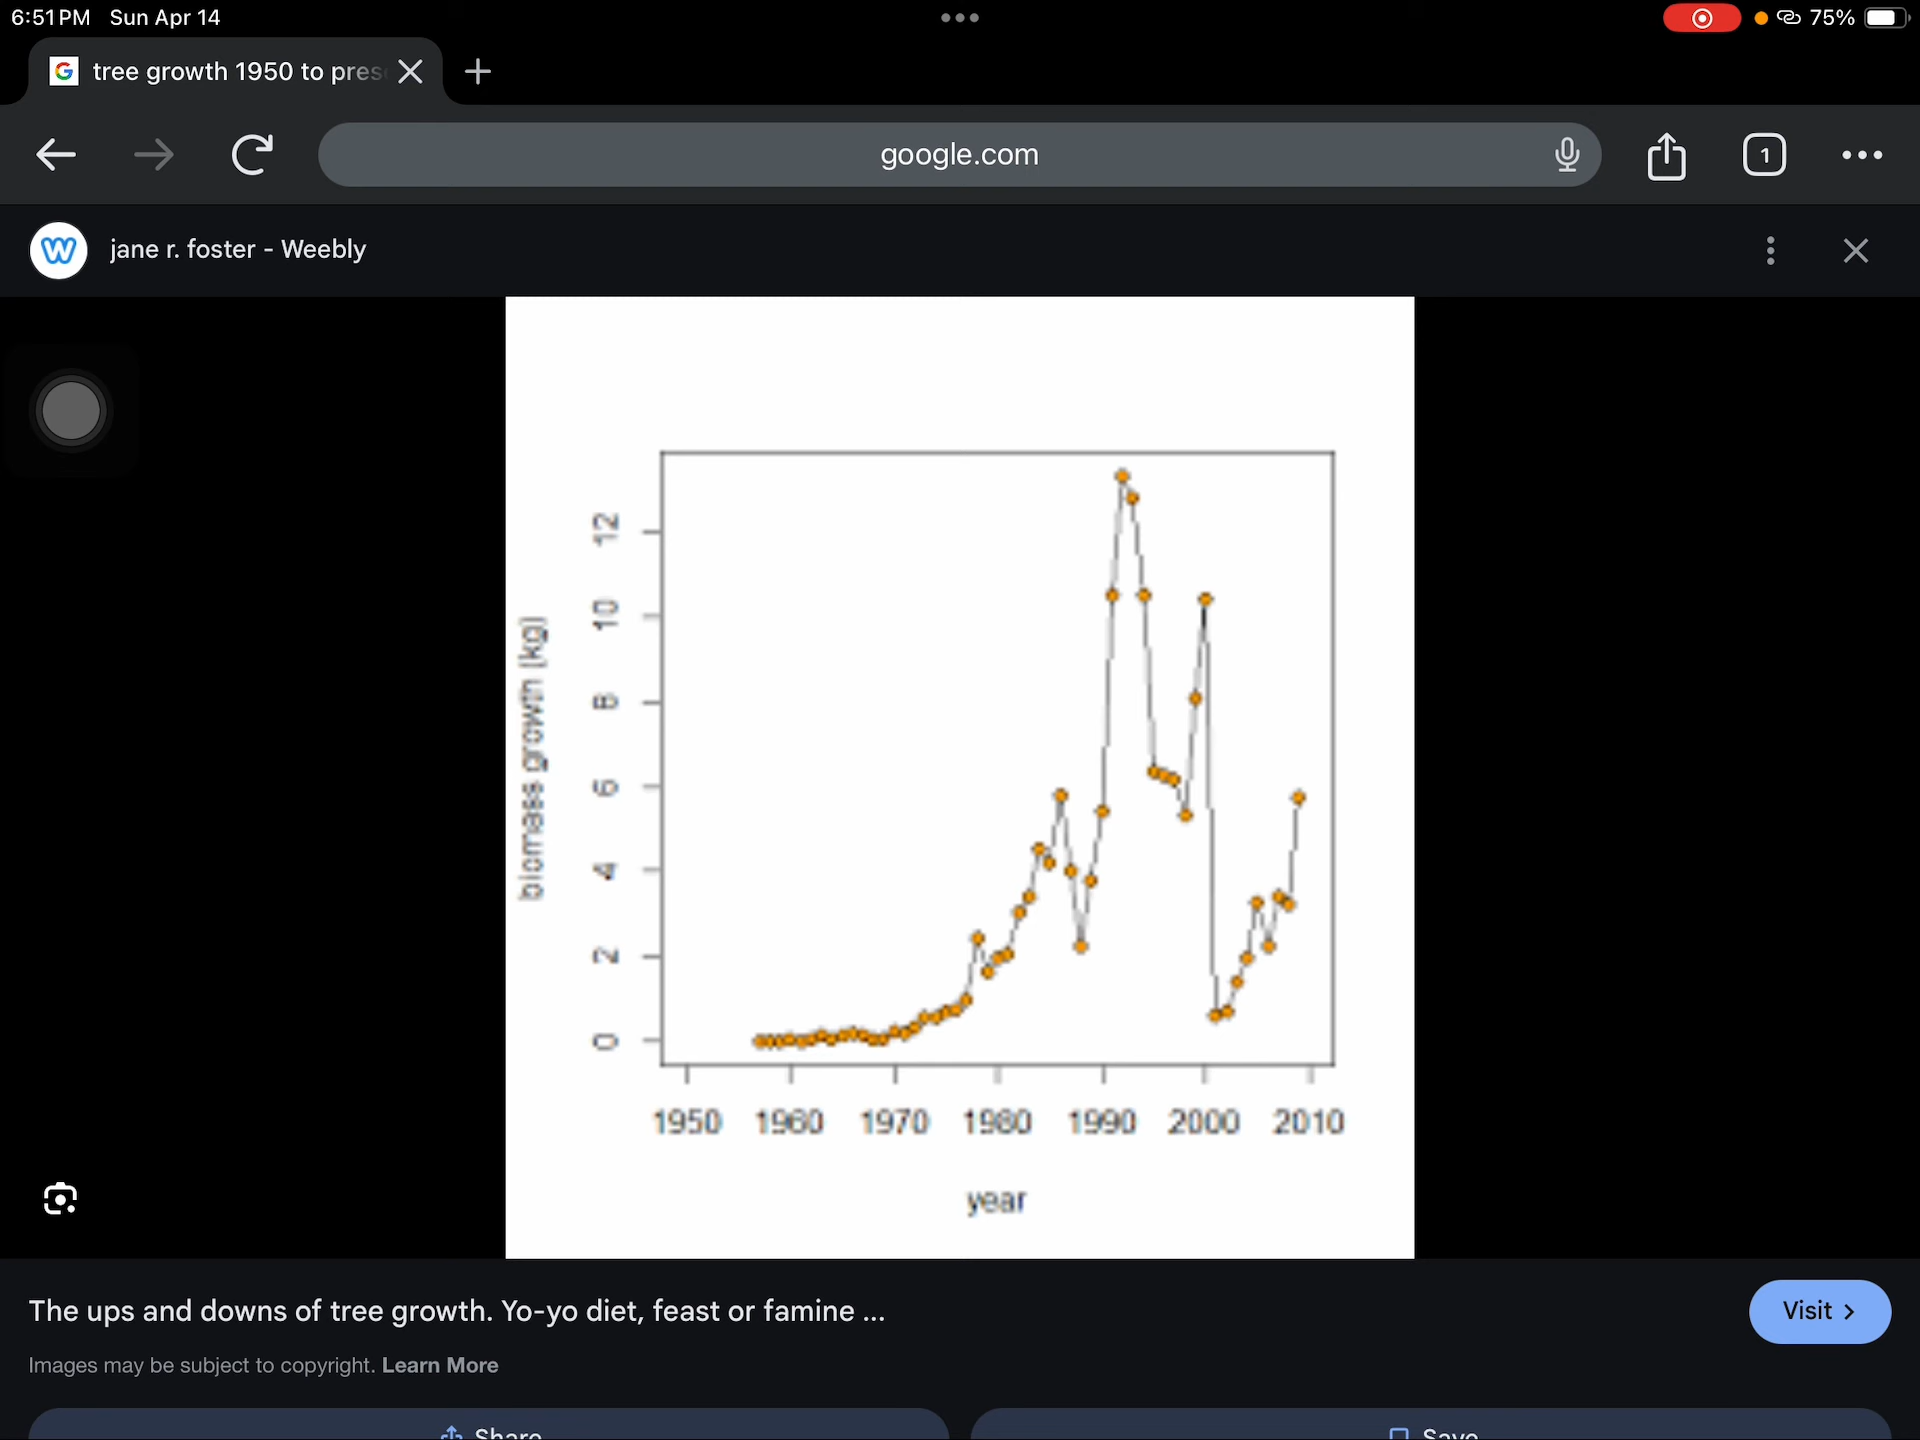 6:51 PM Sun Apr 14
75%
tree growth 1950 to pres
google.com
1
jane r. foster - Weebly
biomass growth (kg)
12
10
8
6
4
2
0
1950 1960 1970 1980 1990 2000 2010
year
The ups and downs of tree growth. Yo-yo diet, feast or famine ...
Visit
Images may be subject to copyright. Learn More
Share
Save